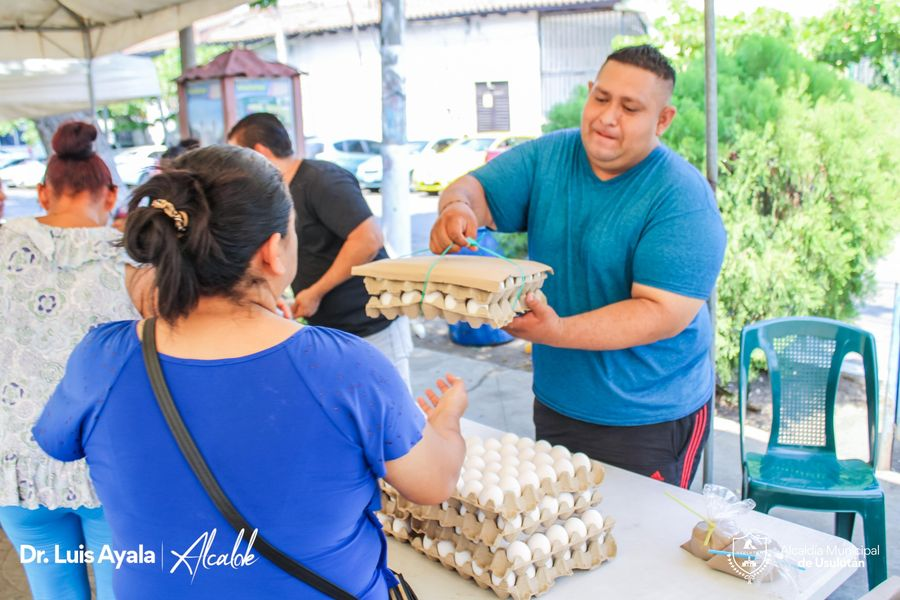 Dr. Luis Ayala | Alcalde
Alcaldía Municipal
de Usulután